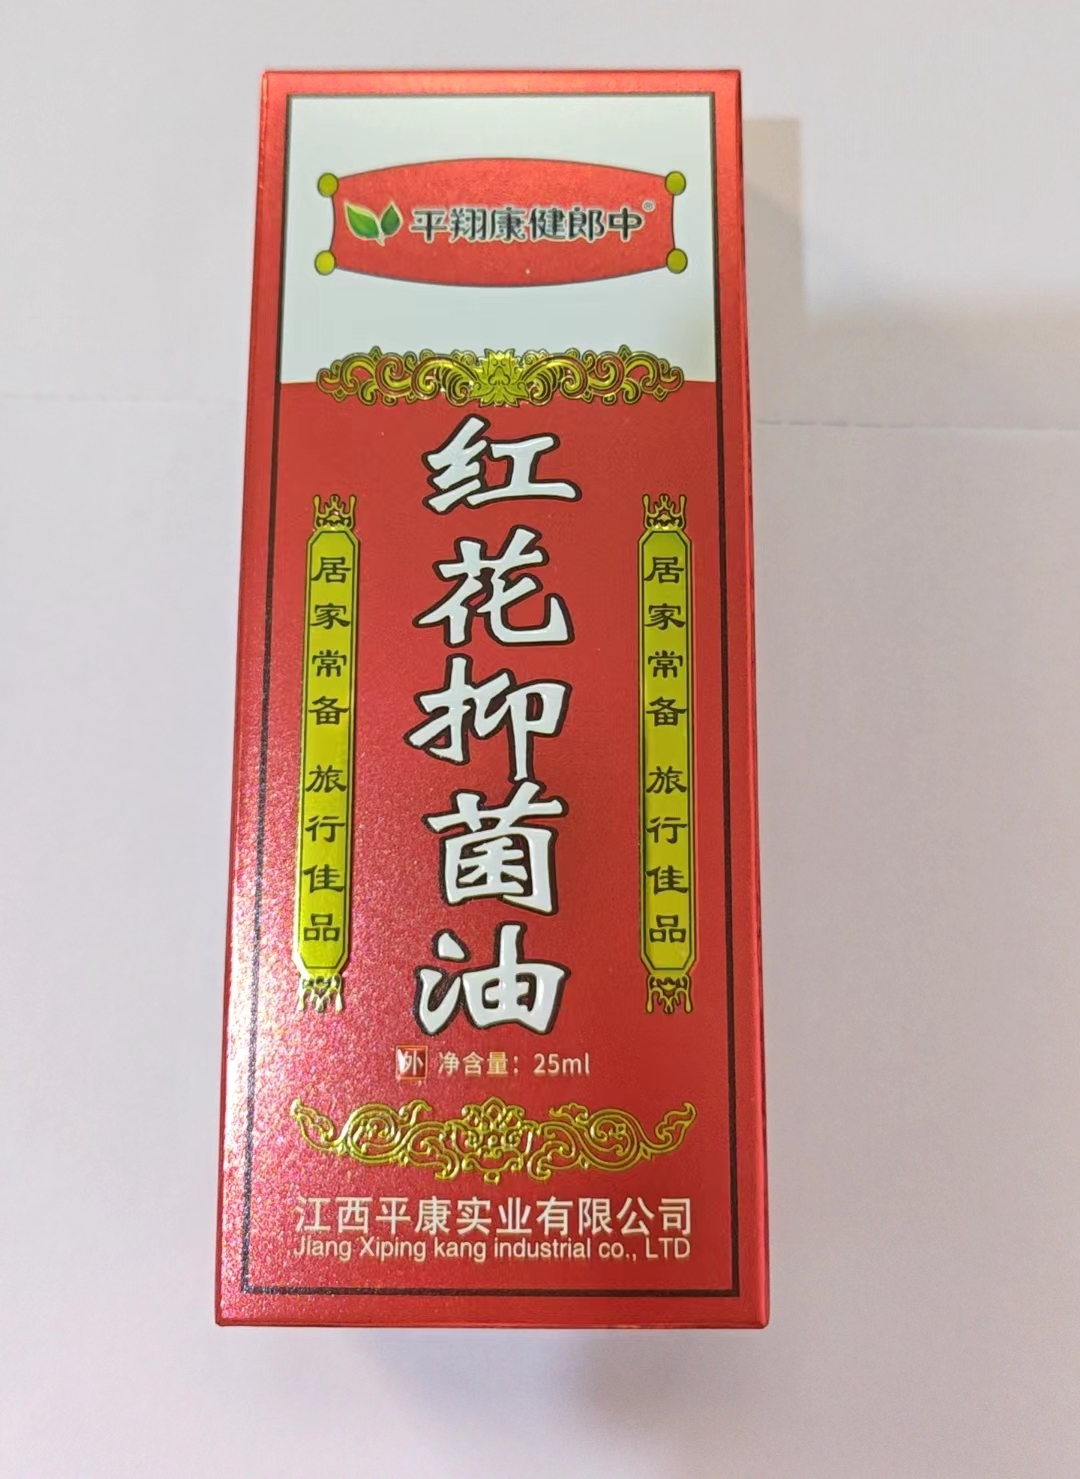 平翔康健郎中®
红花抑菌油
居家常备 旅行佳品
居家常备 旅行佳品
外 净含量：25ml
江西平康实业有限公司
Jiang Xiping kang industrial co., LTD